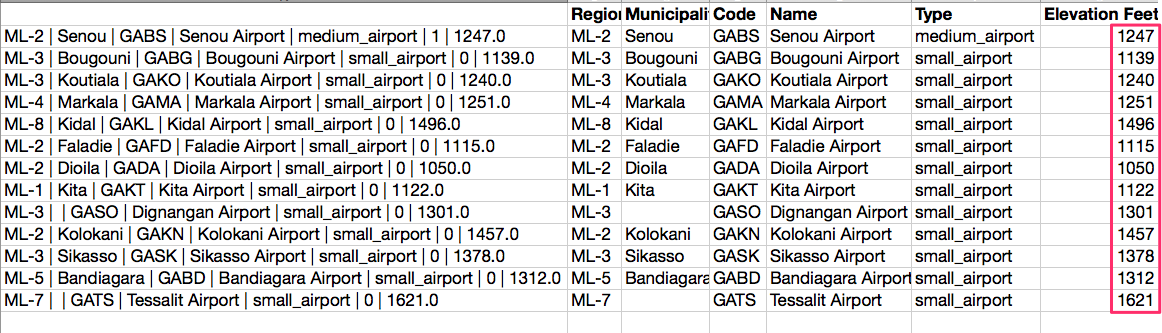 Region Municipali Code Name Type Elevation Feet
ML-2 | Senou | GABS | Senou Airport | medium_airport | 1 | 1247.0 ML-2 Senou GABS Senou Airport medium_airport 1247
ML-3 | Bougouni | GABG | Bougouni Airport | small_airport | 0 | 1139.0 ML-3 Bougouni GABG Bougouni Airport small_airport 1139
ML-3 | Koutiala | GAKO | Koutiala Airport | small_airport | 0 | 1240.0 ML-3 Koutiala GAKO Koutiala Airport small_airport 1240
ML-4 | Markala | GAMA | Markala Airport | small_airport | 0 | 1251.0 ML-4 Markala GAMA Markala Airport small_airport 1251
ML-8 | Kidal | GAKL | Kidal Airport | small_airport | 0 | 1496.0 ML-8 Kidal GAKL Kidal Airport small_airport 1496
ML-2 | Faladie | GAFD | Faladie Airport | small_airport | 0 | 1115.0 ML-2 Faladie GAFD Faladie Airport small_airport 1115
ML-2 | Dioila | GADA | Dioila Airport | small_airport | 0 | 1050.0 ML-2 Dioila GADA Dioila Airport small_airport 1050
ML-1 | Kita | GAKT | Kita Airport | small_airport | 0 | 1122.0 ML-1 Kita GAKT Kita Airport small_airport 1122
ML-3 | | GASO | Dignangan Airport | small_airport | 0 | 1301.0 ML-3 GASO Dignangan Airport small_airport 1301
ML-2 | Kolokani | GAKN | Kolokani Airport | small_airport | 0 | 1457.0 ML-2 Kolokani GAKN Kolokani Airport small_airport 1457
ML-3 | Sikasso | GASK | Sikasso Airport | small_airport | 0 | 1378.0 ML-3 Sikasso GASK Sikasso Airport small_airport 1378
ML-5 | Bandiagara | GABD | Bandiagara Airport | small_airport | 0 | 1312.0 ML-5 Bandiagara GABD Bandiagara Airport small_airport 1312
ML-7 | | GATS | Tessalit Airport | small_airport | 0 | 1621.0 ML-7 GATS Tessalit Airport small_airport 1621